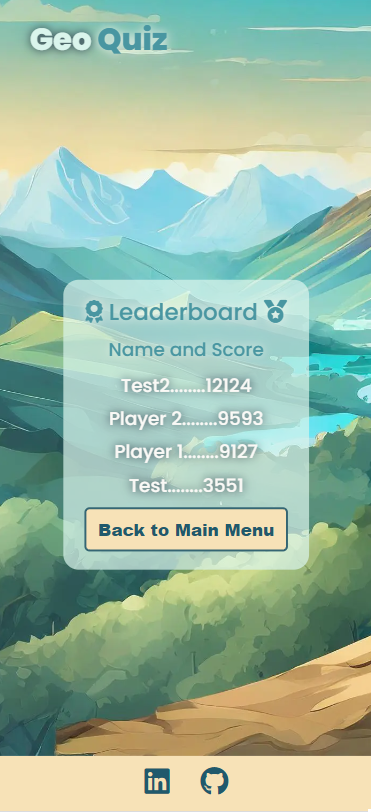 Geo Quiz
Leaderboard
Name and Score
Test2........12124
Player 2........9593
Player 1........9127
Test........3551
Back to Main Menu